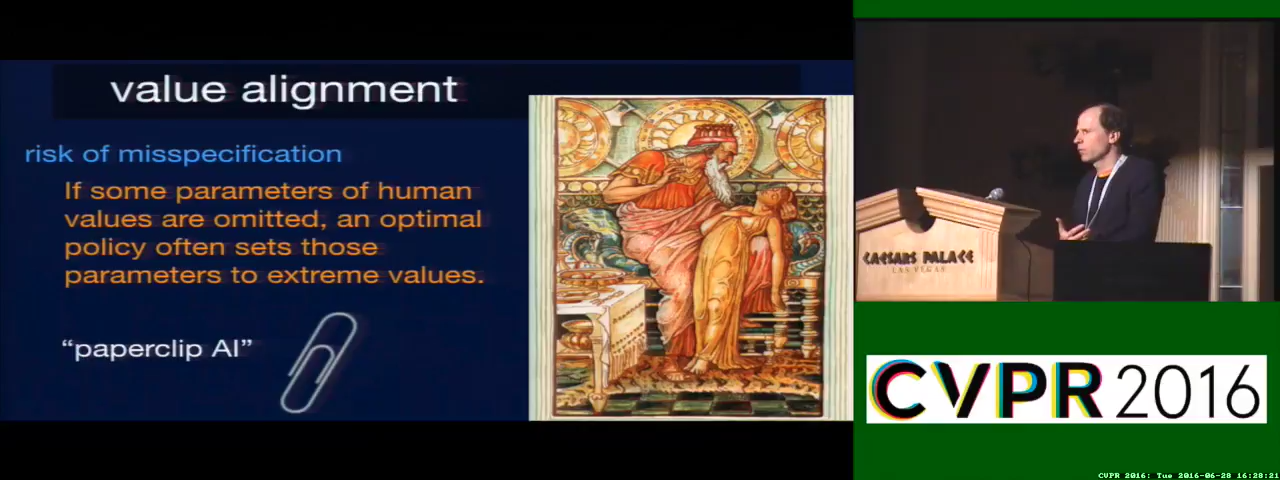 value alignment
risk of misspecification
If some parameters of human
values are omitted, an optimal
policy often sets those
parameters to extreme values.
“paperclip AI”
CAESARS PALACE
LAS VEGAS
CVPR 2016
CVPR 2016: Tue 2016-06-28 16:28:21